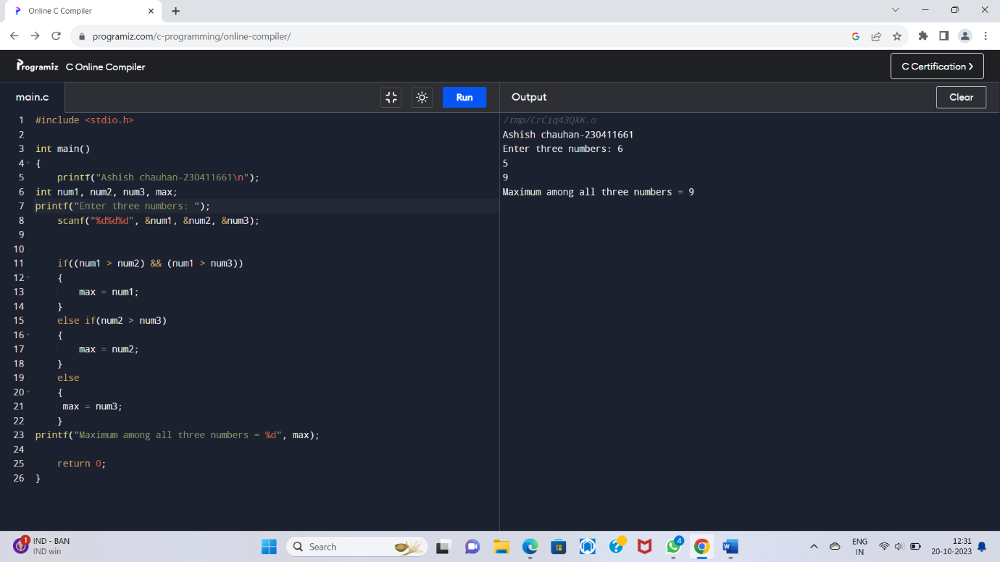 Online C Compiler
programiz.com/c-programming/online-compiler/
Programiz C Online Compiler
C Certification >
main.c
Run
Output
Clear
1 #include <stdio.h>
2
3 int main()
4 {
5 printf("Ashish chauhan-230411661\n");
6 int num1, num2, num3, max;
7 printf("Enter three numbers: ");
8 scanf("%d%d%d", &num1, &num2, &num3);
9
10
11 if((num1 > num2) && (num1 > num3))
12 {
13 max = num1;
14 }
15 else if(num2 > num3)
16 {
17 max = num2;
18 }
19 else
20 {
21 max = num3;
22 }
23 printf("Maximum among all three numbers = %d", max);
24
25 return 0;
26 }
/tmp/CrCiq43QXK.o
Ashish chauhan-230411661
Enter three numbers: 6
5
9
Maximum among all three numbers = 9
1
IND - BAN
IND win
Search
4
W
ENG
IN
12:31
20-10-2023